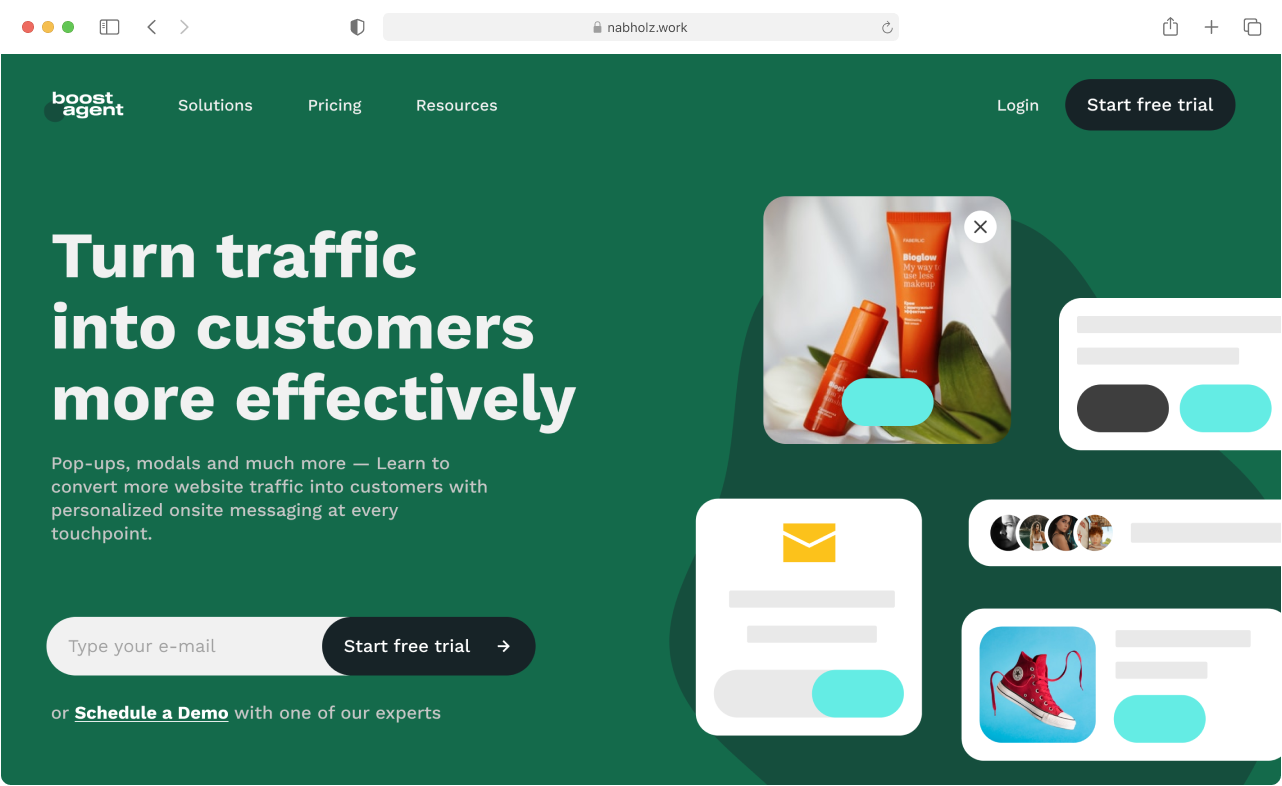 nabholz.work
boost
agent
Solutions
Pricing
Resources
Login
Start free trial
Turn traffic
into customers
more effectively
Pop-ups, modals and much more — Learn to
convert more website traffic into customers with
personalized onsite messaging at every
touchpoint.
Type your e-mail
Start free trial →
or Schedule a Demo with one of our experts
FABERLIC
Bioglow
My way to
use less
makeup